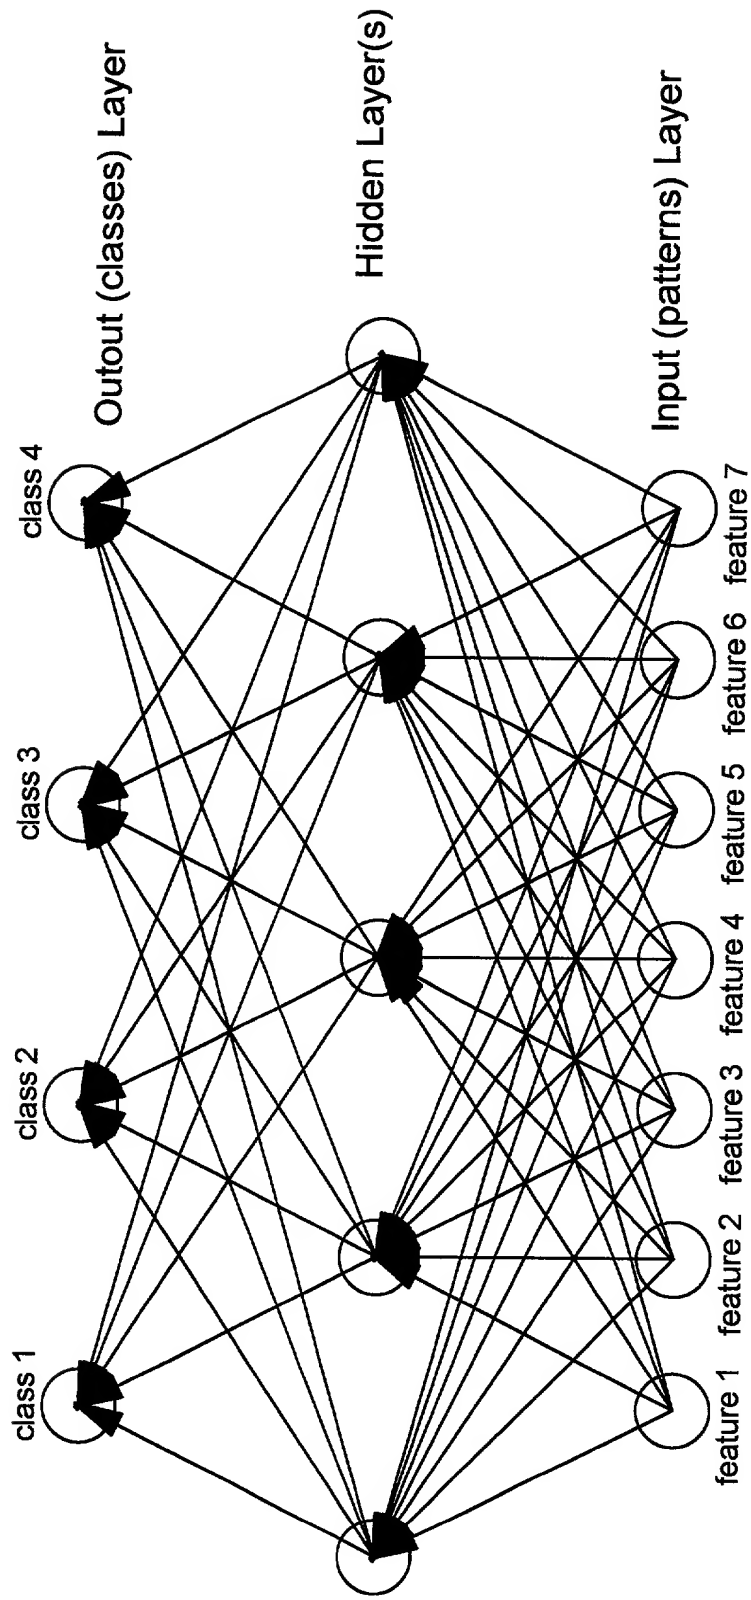 class 1
class 2
class 3
class 4
Outout (classes) Layer
Hidden Layer(s)
Input (patterns) Layer
feature 1
feature 2
feature 3
feature 4
feature 5
feature 6
feature 7